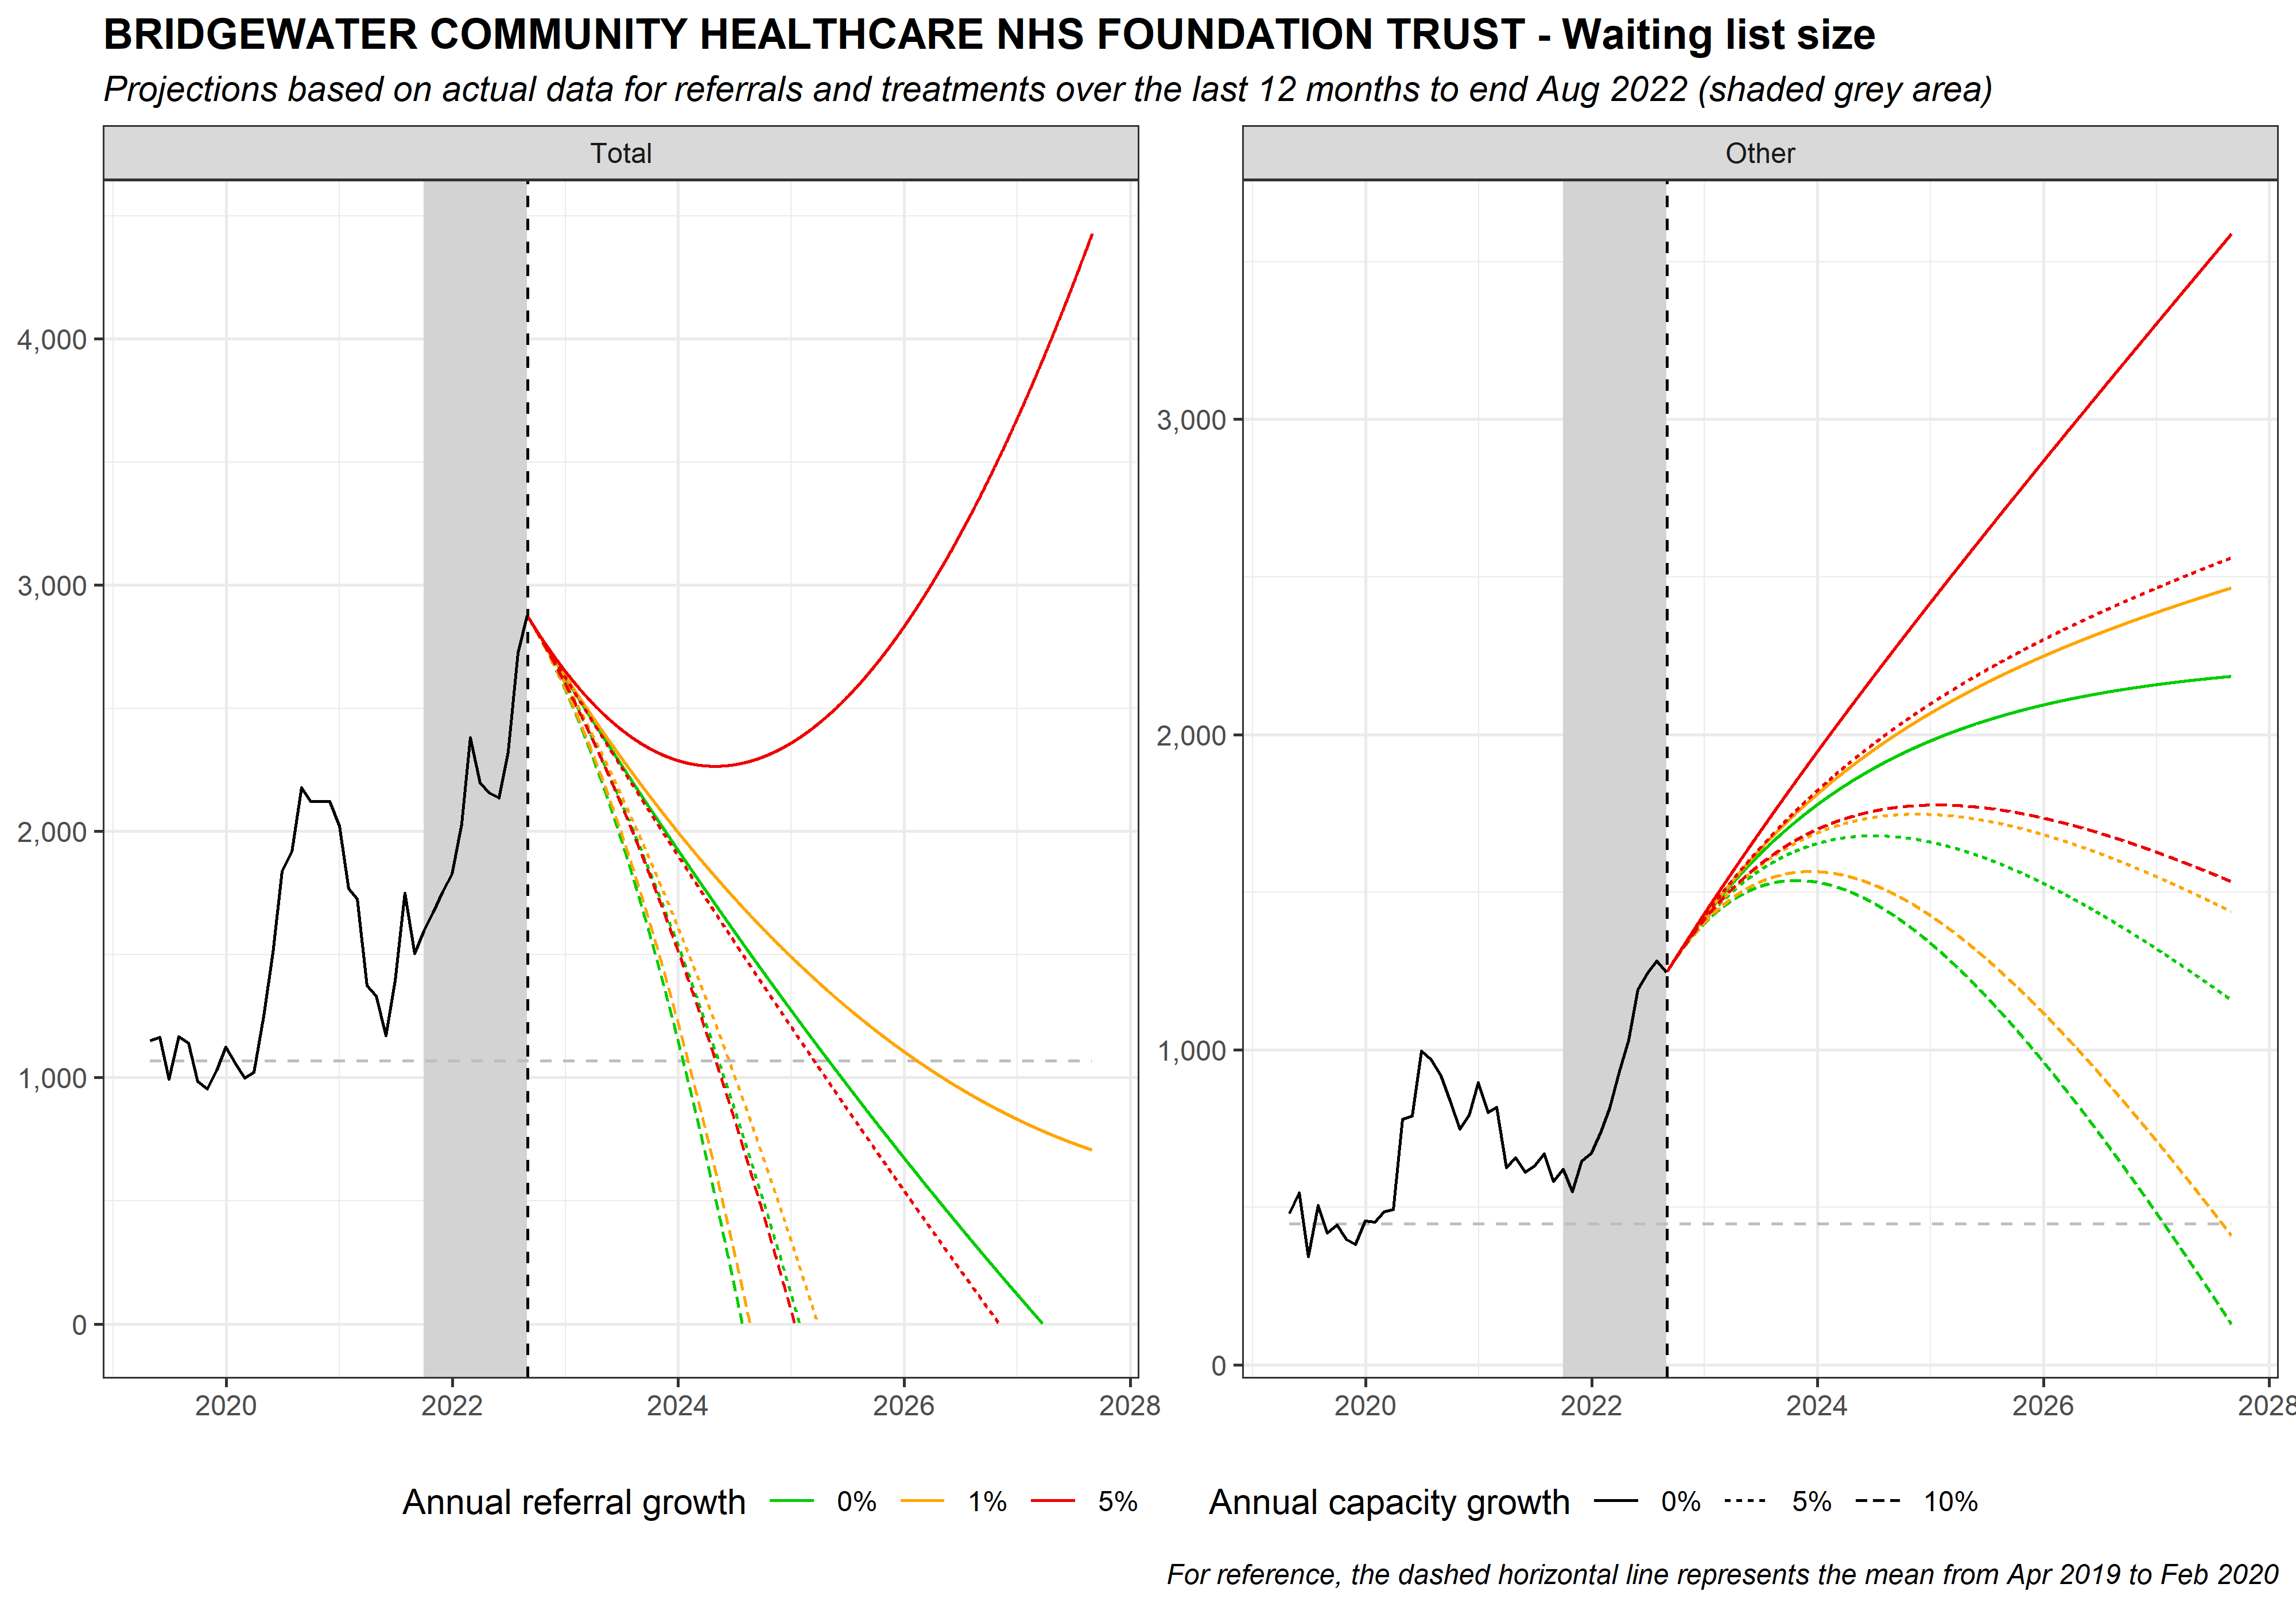 BRIDGEWATER COMMUNITY HEALTHCARE NHS FOUNDATION TRUST - Waiting list size
Projections based on actual data for referrals and treatments over the last 12 months to end Aug 2022 (shaded grey area)
Total
4,000
3,000
2,000
1,000
0
2020 2022 2024 2026 2028
Other
3,000
2,000
1,000
0
2020 2022 2024 2026 2028
Annual referral growth 0% 1% 5%
Annual capacity growth 0% 5% 10%
For reference, the dashed horizontal line represents the mean from Apr 2019 to Feb 2020